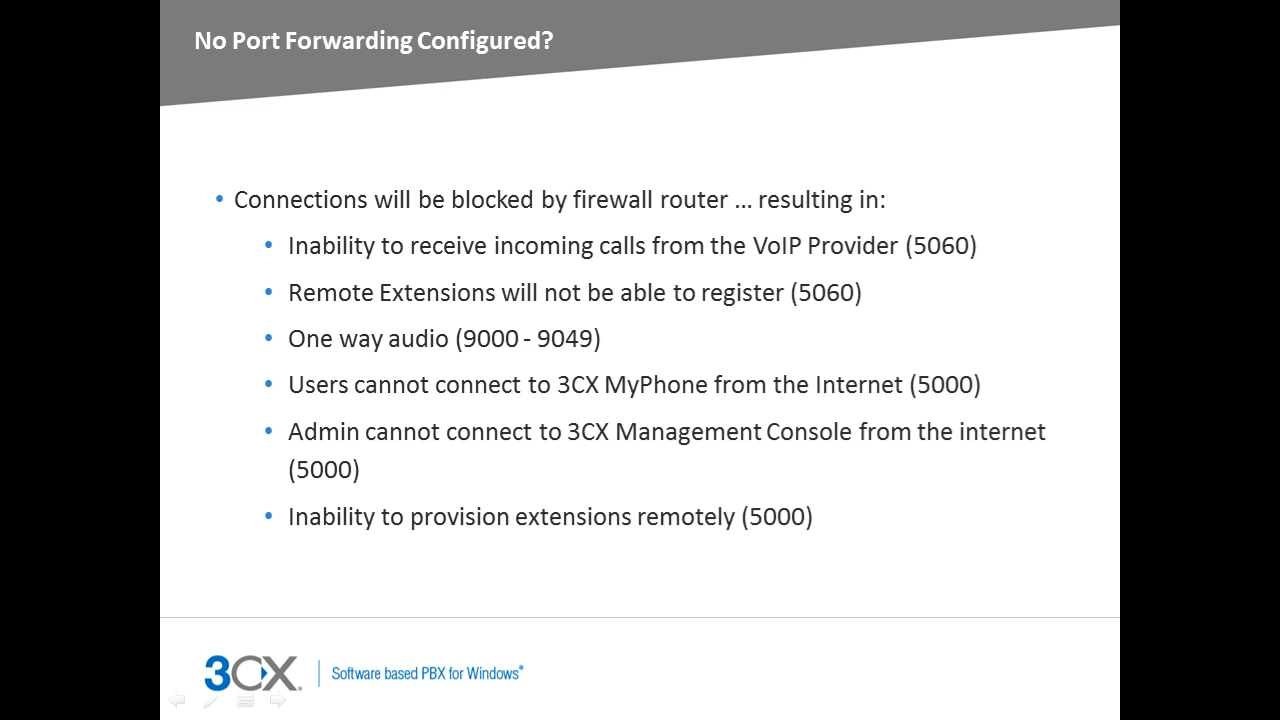 No Port Forwarding Configured?
• Connections will be blocked by firewall router ... resulting in:
• Inability to receive incoming calls from the VoIP Provider (5060)
• Remote Extensions will not be able to register (5060)
• One way audio (9000 - 9049)
• Users cannot connect to 3CX MyPhone from the Internet (5000)
• Admin cannot connect to 3CX Management Console from the internet
(5000)
• Inability to provision extensions remotely (5000)
3CX® Software based PBX for Windows®